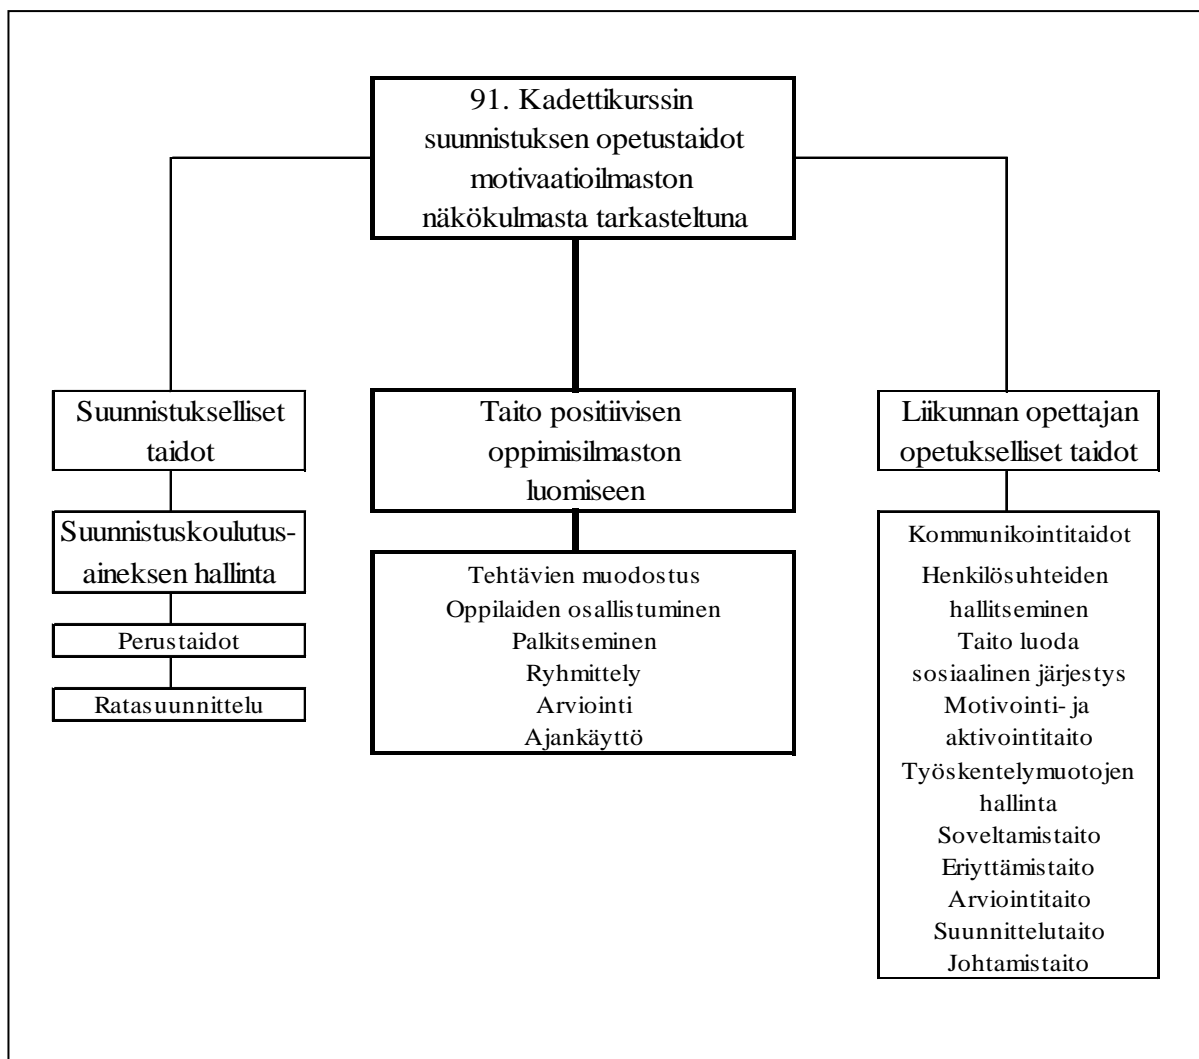 91. Kadettikurssin
suunnistuksen opetustaidot
motivaatioilmaston
näkökulmasta tarkasteltuna
Suunnistukselliset
taidot
Suunnistuskoulutus-
aineksen hallinta
Perustaidot
Ratasuunnittelu
Taito positiivisen
oppimisilmaston
luomiseen
Tehtävien muodostus
Oppilaiden osallistuminen
Palkitseminen
Ryhmittely
Arviointi
Ajankäyttö
Liikunnan opettajan
opetukselliset taidot
Kommunikointitaidot
Henkilösuhteiden
hallitseminen
Taito luoda
sosiaalinen järjestys
Motivointi- ja
aktivointitaito
Työskentelymuotojen
hallinta
Soveltamistaito
Eriyttämistaito
Arviointitaito
Suunnittelutaito
Johtamistaito